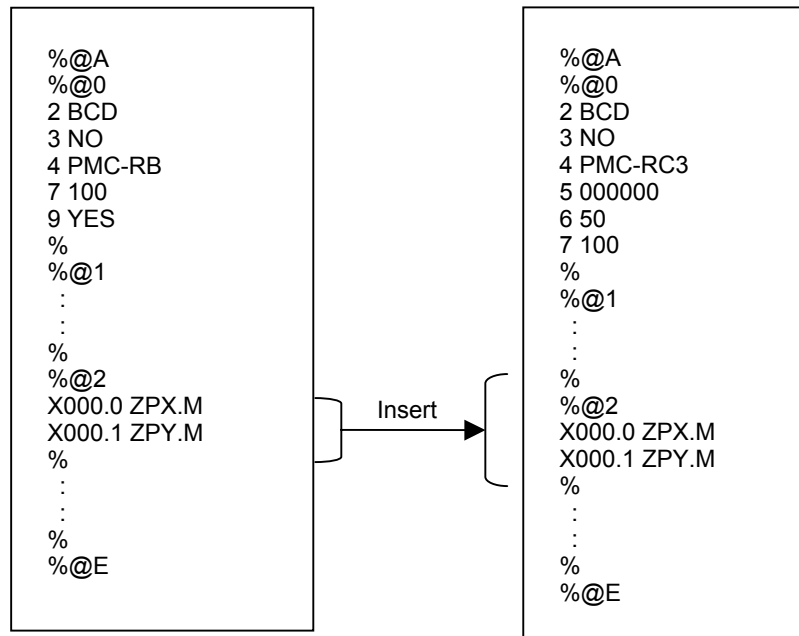 %@A
%@0
2 BCD
3 NO
4 PMC-RB
7 100
9 YES
%
%@1
:
:
%
%@2
X000.0 ZPX.M
X000.1 ZPY.M
%
:
:
%
%@E
Insert
%@A
%@0
2 BCD
3 NO
4 PMC-RC3
5 000000
6 50
7 100
%
%@1
:
:
%
%@2
X000.0 ZPX.M
X000.1 ZPY.M
%
:
:
%
%@E